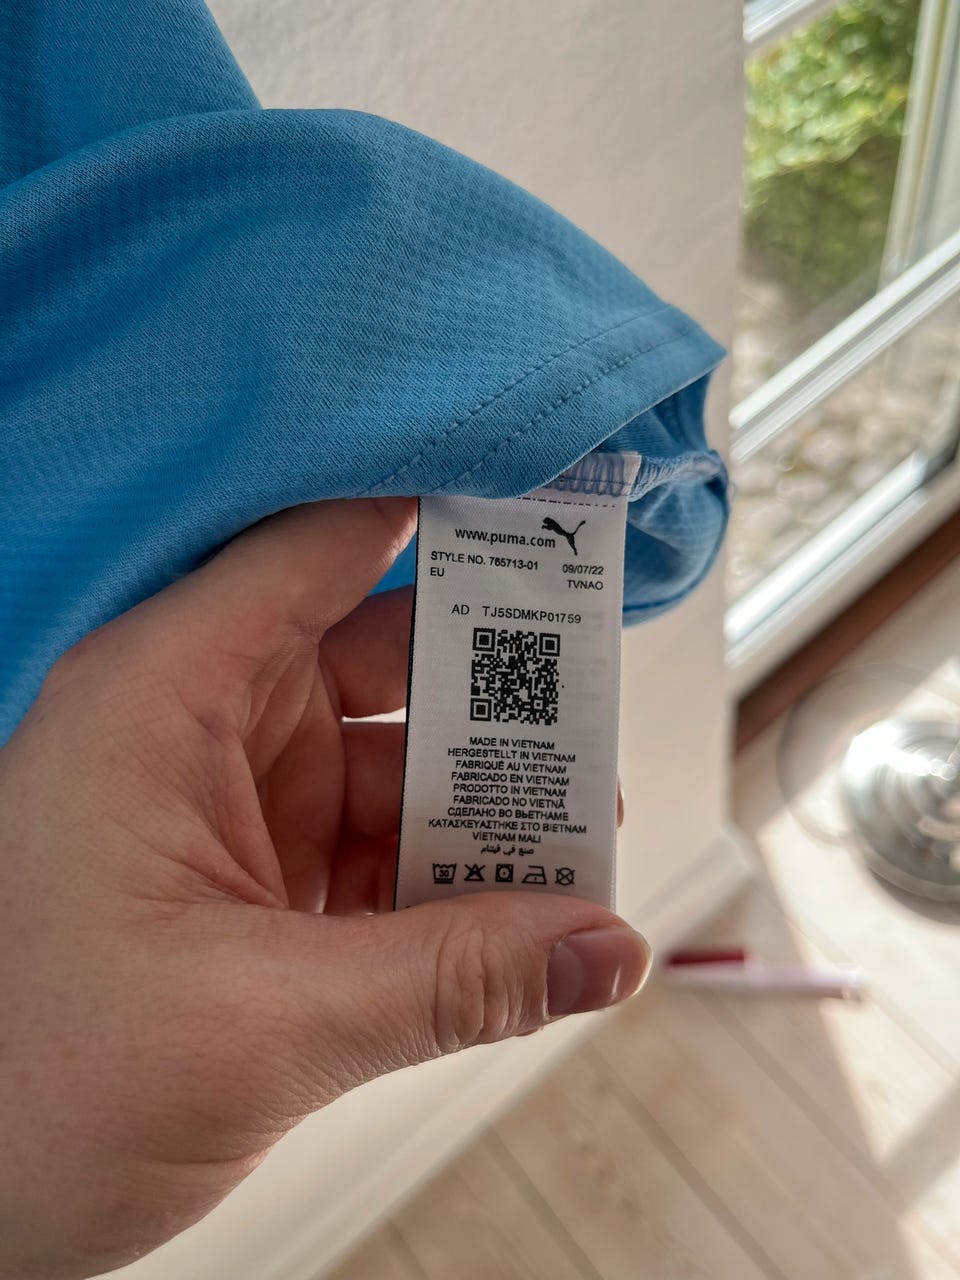 www.puma.com
STYLE NO. 765713-01 09/07/22
EU TVNAO
AD TJ5SDMKP01759
MADE IN VIETNAM
HERGESTELLT IN VIETNAM
FABRIQUÉ AU VIETNAM
FABRICADO EN VIETNAM
PRODOTTO IN VIETNAM
FABRICADO NO VIETNÃ
СДЕЛАНО ВО ВЬЕТНАМЕ
ΚΑΤΑΣΚΕΥΑΣΤΗΚΕ ΣΤΟ ΒΙΕΤΝΑΜ
VİETNAM MALI
صنع في فيتنام
30